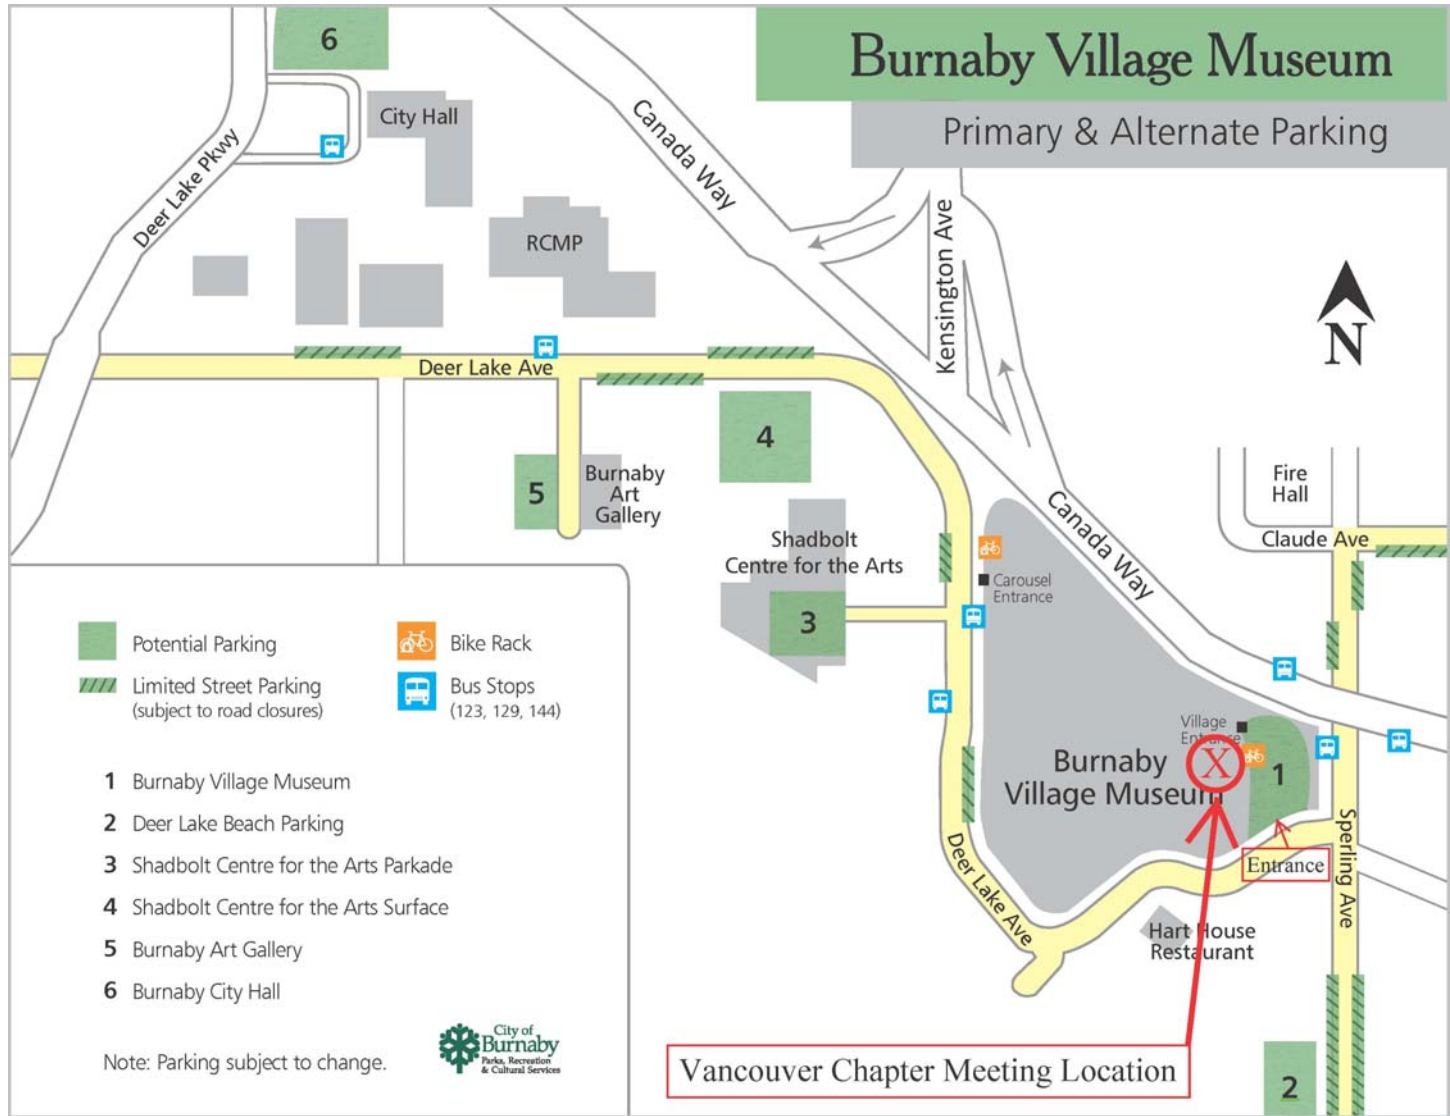 Burnaby Village Museum
Primary & Alternate Parking
6
City Hall
Canada Way
Deer Lake Pkwy
RCMP
Kensington Ave
N
Deer Lake Ave
4
5
Burnaby
Art
Gallery
Fire
Hall
Canada Way
Claude Ave
Shadbolt
Centre for the Arts
Carousel
Entrance
3
Potential Parking
Bike Rack
Limited Street Parking
(subject to road closures)
Bus Stops
(123, 129, 144)
Village
Entrance
X
1
Burnaby
Village Museum
1 Burnaby Village Museum
2 Deer Lake Beach Parking
3 Shadbolt Centre for the Arts Parkade
4 Shadbolt Centre for the Arts Surface
5 Burnaby Art Gallery
6 Burnaby City Hall
Entrance
Sperling Ave
Deer Lake Ave
Hart House
Restaurant
Note: Parking subject to change.
City of
Burnaby
Parks, Recreation
& Cultural Services
Vancouver Chapter Meeting Location
2